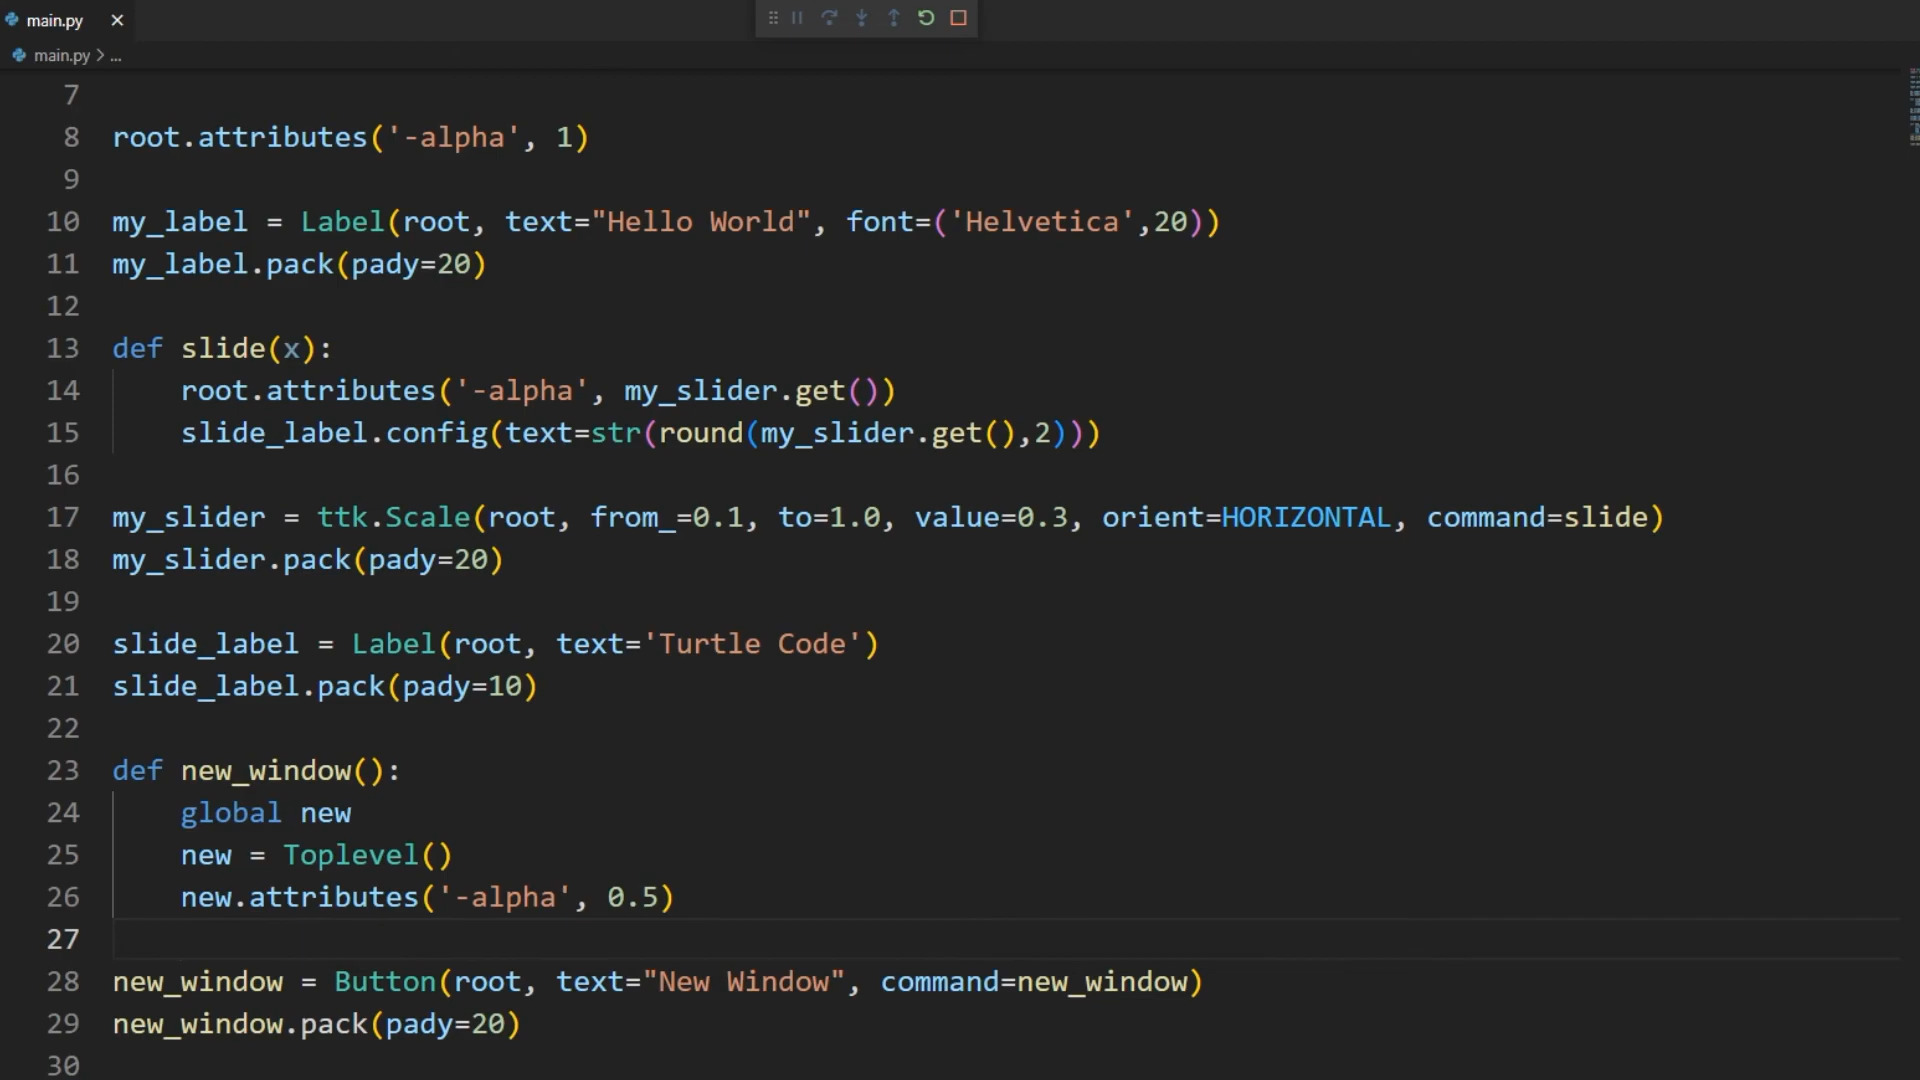 main.py
main.py > ...
7
8 root.attributes('-alpha', 1)
9
10 my_label = Label(root, text="Hello World", font=('Helvetica',20))
11 my_label.pack(pady=20)
12
13 def slide(x):
14     root.attributes('-alpha', my_slider.get())
15     slide_label.config(text=str(round(my_slider.get(),2)))
16
17 my_slider = ttk.Scale(root, from_=0.1, to=1.0, value=0.3, orient=HORIZONTAL, command=slide)
18 my_slider.pack(pady=20)
19
20 slide_label = Label(root, text='Turtle Code')
21 slide_label.pack(pady=10)
22
23 def new_window():
24     global new
25     new = Toplevel()
26     new.attributes('-alpha', 0.5)
27
28 new_window = Button(root, text="New Window", command=new_window)
29 new_window.pack(pady=20)
30